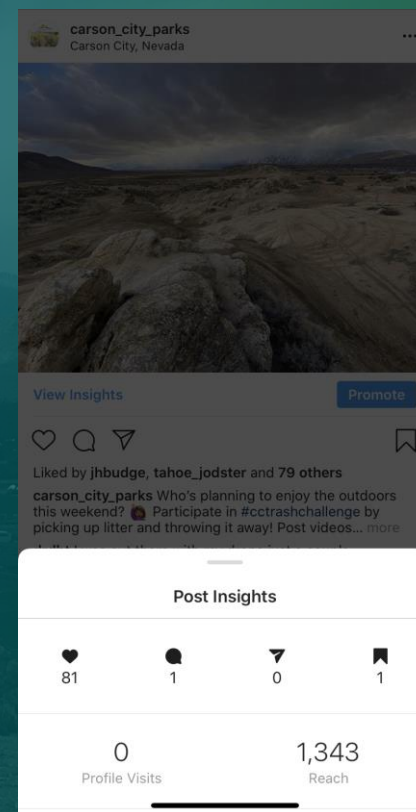 carson_city_parks
Carson City, Nevada
View Insights
Promote
Liked by jhbudge, tahoe_jodster and 79 others
carson_city_parks Who's planning to enjoy the outdoors
this weekend? Participate in #cctrashchallenge by
picking up litter and throwing it away! Post videos... more
Post Insights
81 1 0 1
0 1,343
Profile Visits Reach